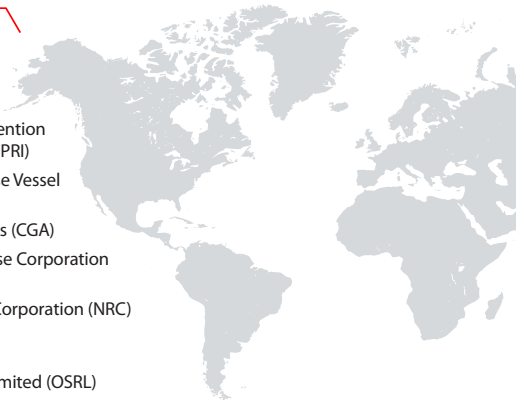 ention
PRI)
e Vessel
s (CGA)
se Corporation
Corporation (NRC)
mited (OSRL)